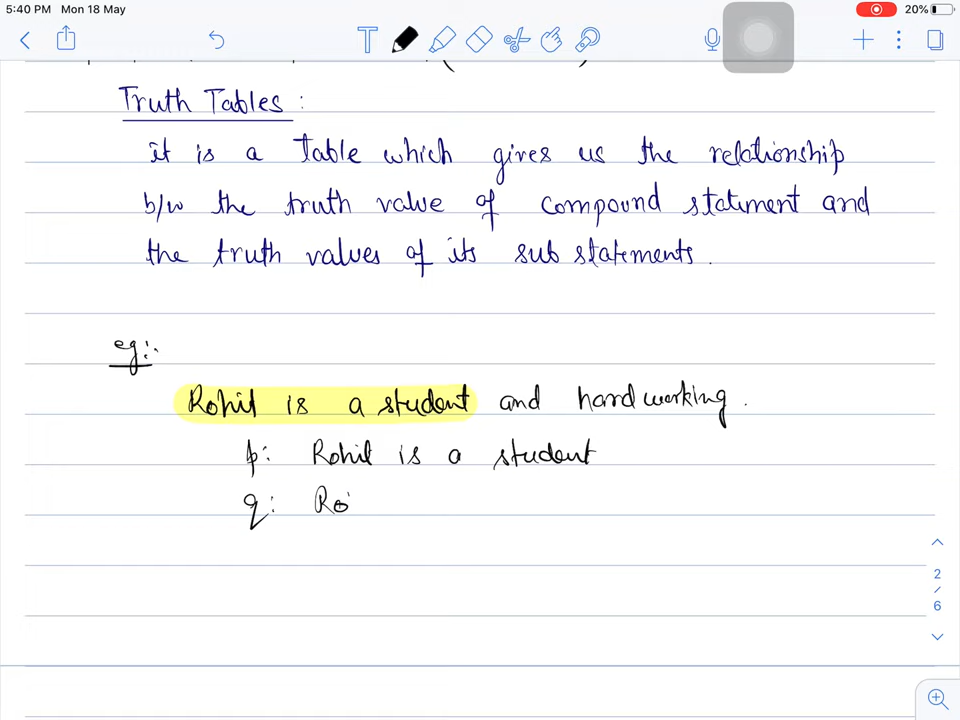 5:40 PM Mon 18 May 20%
Truth Tables :
it is a table which gives us the relationship
b/w the truth value of compound statement and
the truth values of its sub statements.
eg:-
Rohit is a student and hardworking.
p: Rohit is a student
q: Ro
2
/
6